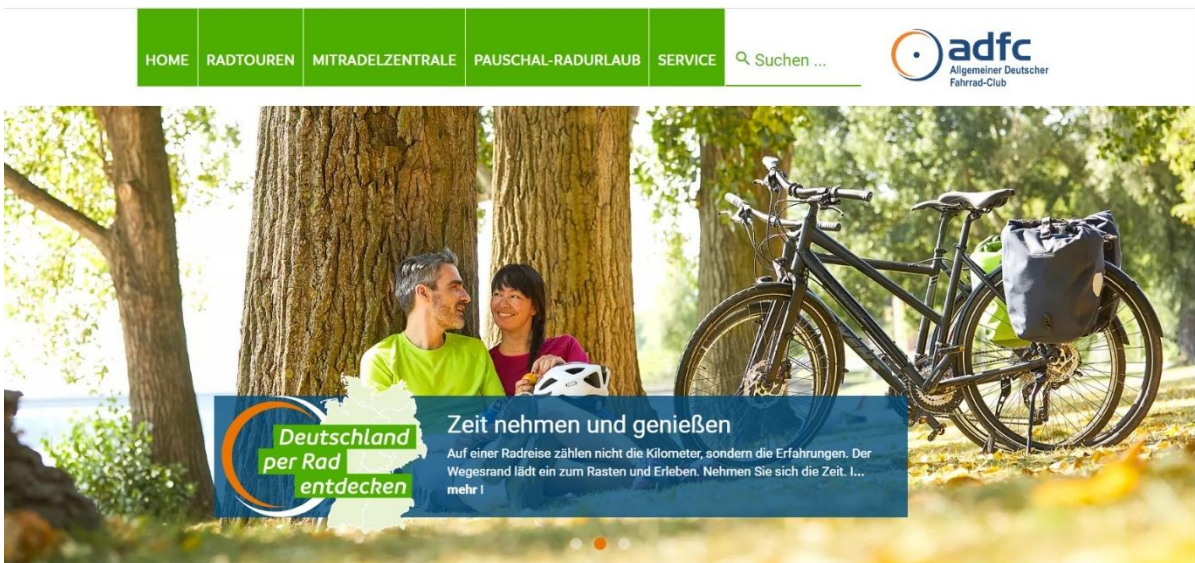 HOME RADTOUREN MITRADELZENTRALE PAUSCHAL-RADURLAUB SERVICE Suchen ...
adfc
Allgemeiner Deutscher
Fahrrad-Club
Deutschland
per Rad
entdecken
Zeit nehmen und genießen
Auf einer Radreise zählen nicht die Kilometer, sondern die Erfahrungen. Der
Wegesrand lädt ein zum Rasten und Erleben. Nehmen Sie sich die Zeit. I...
mehr |